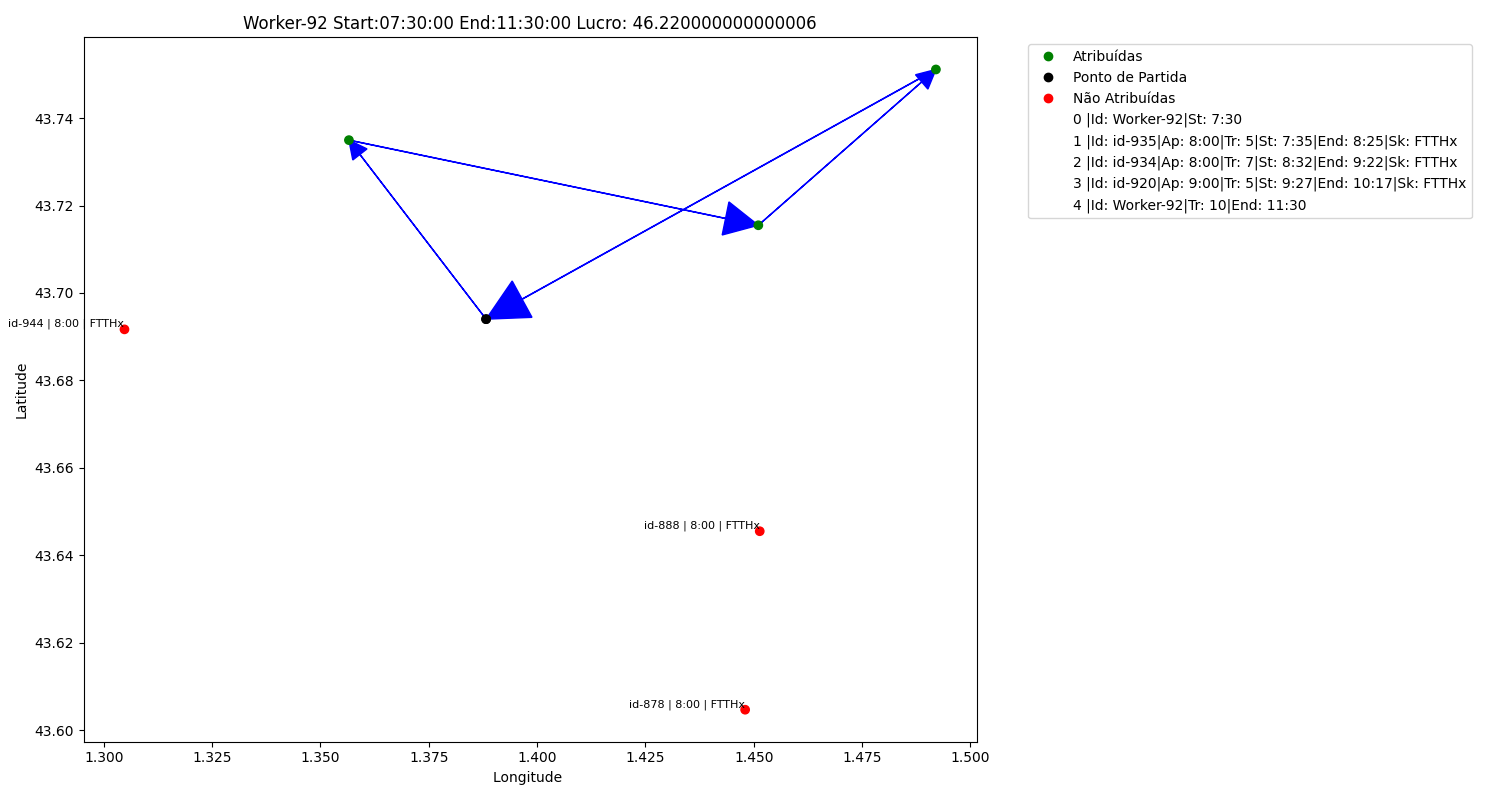 Worker-92 Start:07:30:00 End:11:30:00 Lucro: 46.220000000000006
Atribuídas
Ponto de Partida
Não Atribuídas
0 |Id: Worker-92|St: 7:30
1 |Id: id-935|Ap: 8:00|Tr: 5|St: 7:35|End: 8:25|Sk: FTTHx
2 |Id: id-934|Ap: 8:00|Tr: 7|St: 8:32|End: 9:22|Sk: FTTHx
3 |Id: id-920|Ap: 9:00|Tr: 5|St: 9:27|End: 10:17|Sk: FTTHx
4 |Id: Worker-92|Tr: 10|End: 11:30
43.74
43.72
43.70
id-944 | 8:00 | FTTHx
43.68
Latitude
43.66
id-888 | 8:00 | FTTHx
43.64
43.62
id-878 | 8:00 | FTTHx
43.60
1.300 1.325 1.350 1.375 1.400 1.425 1.450 1.475 1.500
Longitude